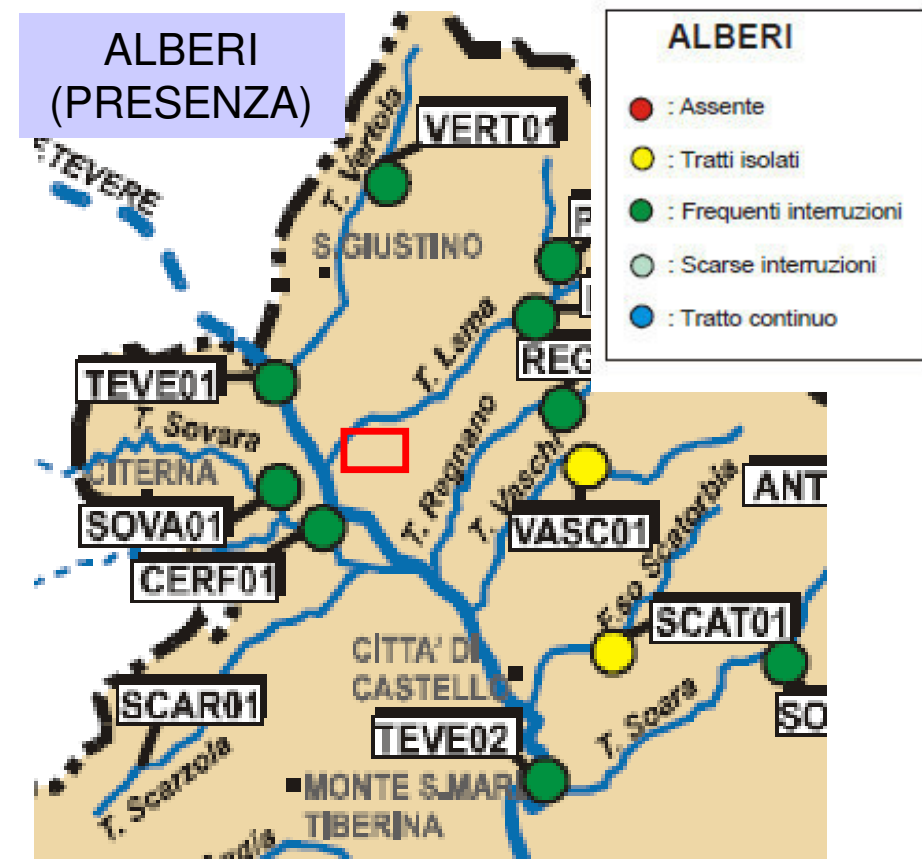 ALBERI
(PRESENZA)
ALBERI
: Assente
: Tratti isolati
: Frequenti interruzioni
: Scarse interruzioni
: Tratto continuo
TEVERE
T. Vertola
VERT01
S.GIUSTINO
T. Lama
REG
TEVE01
T. Sovara
CITERNA
SOVA01
CERF01
T. Regnano
T. Vaschi
VASC01
ANT
F.so Scatorbia
SCAT01
CITTA' DI
CASTELLO
SCAR01
T. Scarzola
TEVE02
T. Soara
SO
MONTE S.MAR
TIBERINA